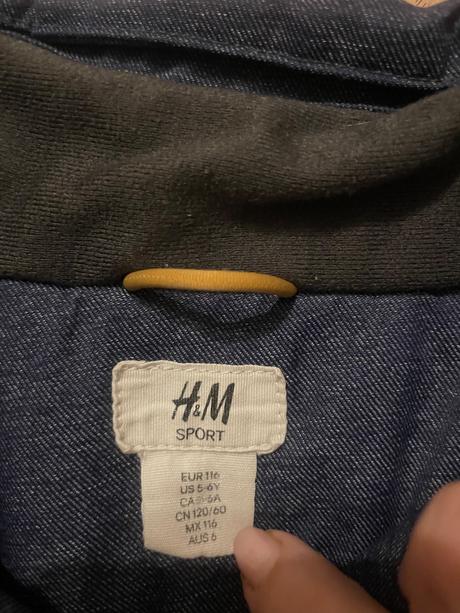 H&M
SPORT
EUR 116
US 5-6Y
CA 5-6A
CN 120/60
MX 116
AUS 6